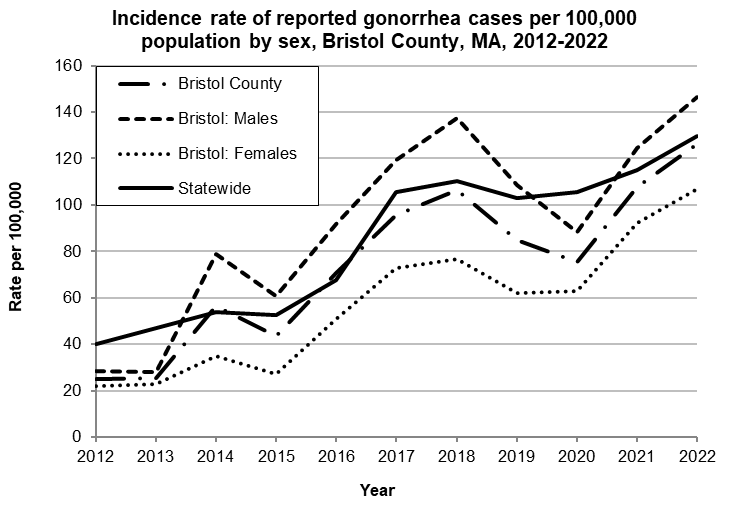 Incidence rate of reported gonorrhea cases per 100,000
population by sex, Bristol County, MA, 2012-2022
160
140
120
100
80
60
40
20
0
Rate per 100,000
Bristol County
Bristol: Males
Bristol: Females
Statewide
2012 2013 2014 2015 2016 2017 2018 2019 2020 2021 2022
Year